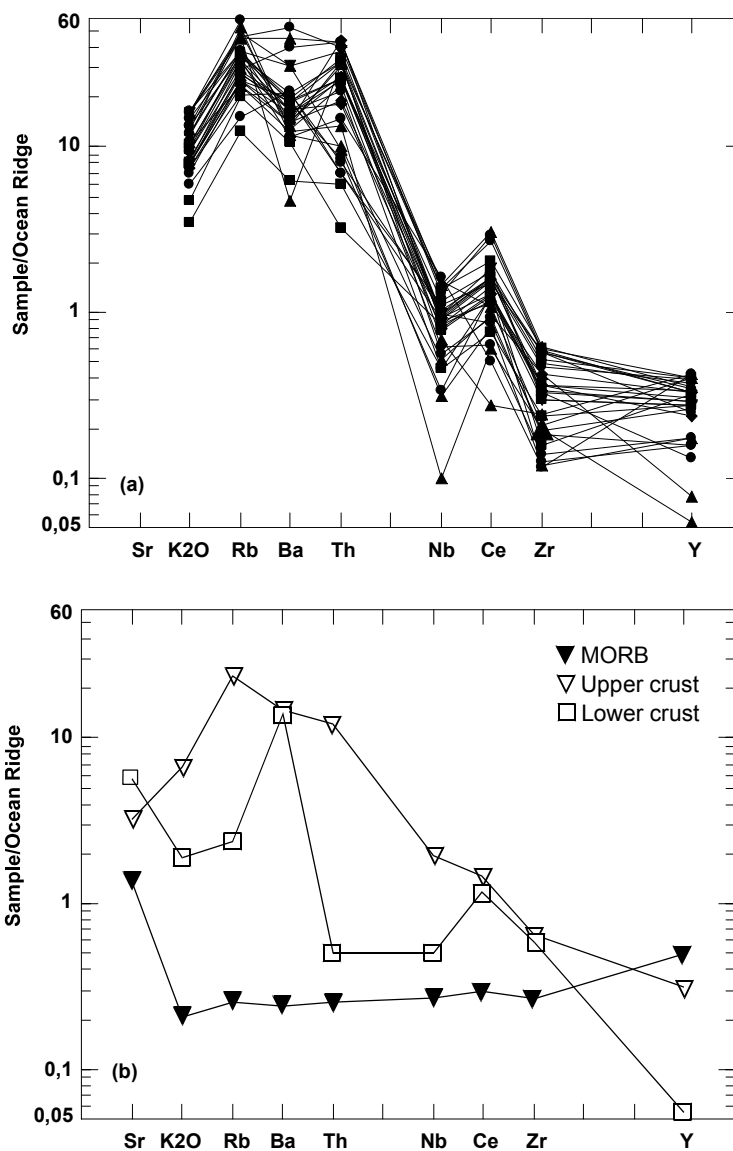 60
10
1
0,1
0,05
Sample/Ocean Ridge
(a)
Sr K2O Rb Ba Th Nb Ce Zr Y
60
10
1
0,1
0,05
Sample/Ocean Ridge
MORB
Upper crust
Lower crust
(b)
Sr K2O Rb Ba Th Nb Ce Zr Y